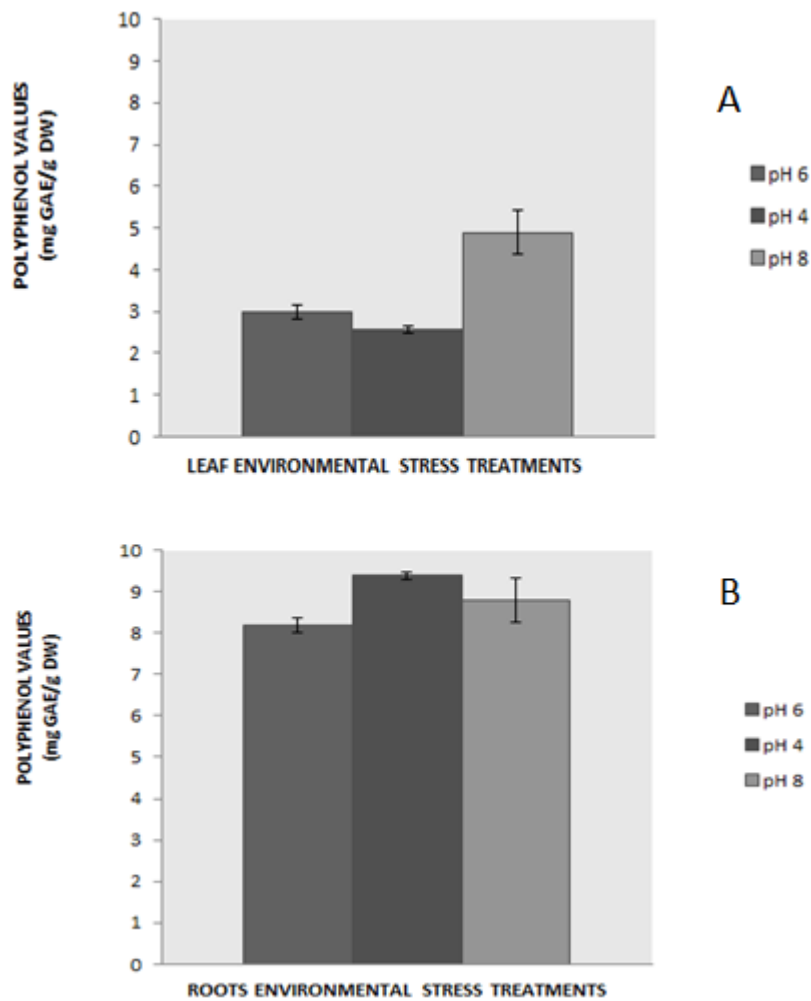 POLYPHENOL VALUES
(mg GAE/g DW)
10
9
8
7
6
5
4
3
2
1
0
LEAF ENVIRONMENTAL STRESS TREATMENTS
A
pH 6
pH 4
pH 8
POLYPHENOL VALUES
(mg GAE/g DW)
10
9
8
7
6
5
4
3
2
1
0
ROOTS ENVIRONMENTAL STRESS TREATMENTS
B
pH 6
pH 4
pH 8